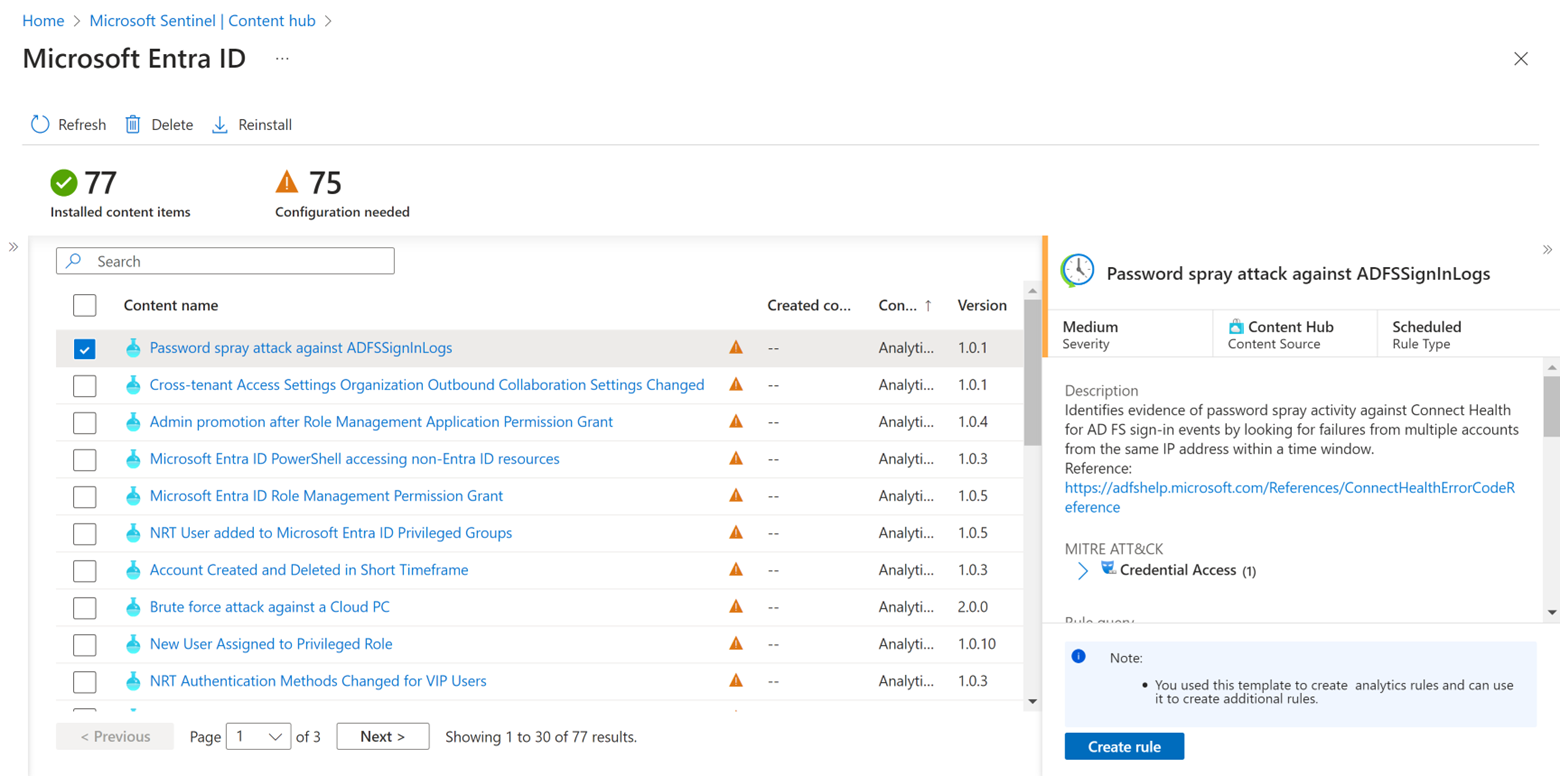 Home > Microsoft Sentinel | Content hub >
Microsoft Entra ID ...
Refresh Delete Reinstall
77 75
Installed content items Configuration needed
Search
Content name Created co... Con... ↑ Version
Password spray attack against ADFSSignInLogs -- Analyti... 1.0.1
Cross-tenant Access Settings Organization Outbound Collaboration Settings Changed -- Analyti... 1.0.1
Admin promotion after Role Management Application Permission Grant -- Analyti... 1.0.4
Microsoft Entra ID PowerShell accessing non-Entra ID resources -- Analyti... 1.0.3
Microsoft Entra ID Role Management Permission Grant -- Analyti... 1.0.5
NRT User added to Microsoft Entra ID Privileged Groups -- Analyti... 1.0.5
Account Created and Deleted in Short Timeframe -- Analyti... 1.0.3
Brute force attack against a Cloud PC -- Analyti... 2.0.0
New User Assigned to Privileged Role -- Analyti... 1.0.10
NRT Authentication Methods Changed for VIP Users -- Analyti... 1.0.3
< Previous Page 1 of 3 Next > Showing 1 to 30 of 77 results.
Password spray attack against ADFSSignInLogs
Medium Content Hub Scheduled
Severity Content Source Rule Type
Description
Identifies evidence of password spray activity against Connect Health
for AD FS sign-in events by looking for failures from multiple accounts
from the same IP address within a time window.
Reference:
https://adfshelp.microsoft.com/References/ConnectHealthErrorCodeR
eference
MITRE ATT&CK
Credential Access (1)
Rule query
Note:
• You used this template to create analytics rules and can use
it to create additional rules.
Create rule